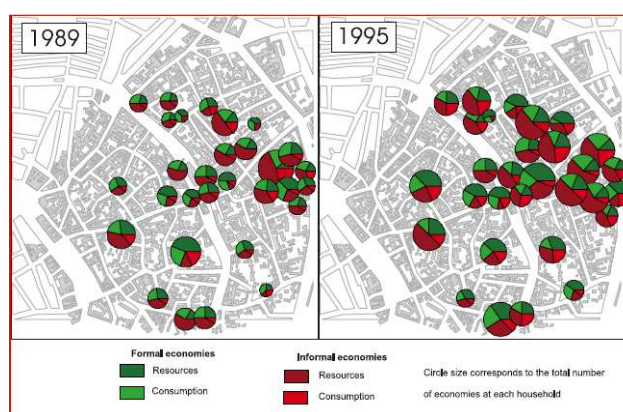 1989
1995
Formal economies
Resources
Consumption
Informal economies
Resources
Consumption
Circle size corresponds to the total number
of economies at each household